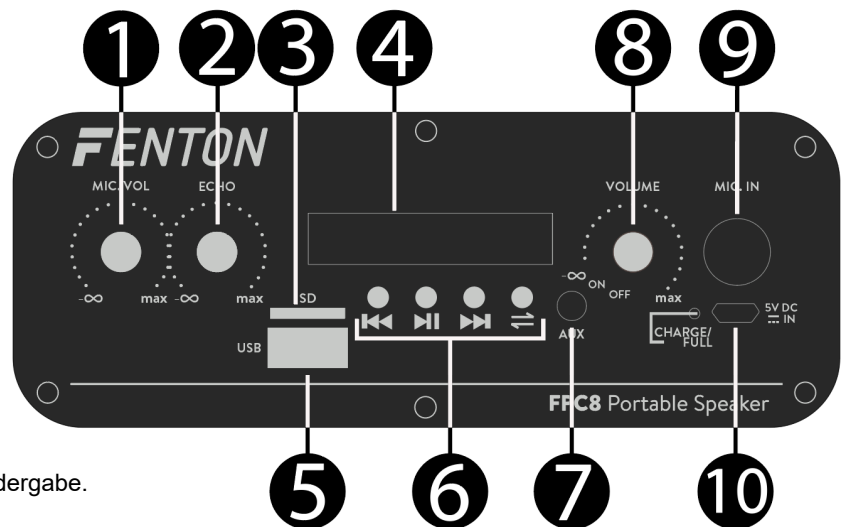 1 2 3 4 8 9
FENTON
MIC. VOL ECHO VOLUME MIC. IN
-∞ max -∞ max -∞ ON OFF max
SD
USB
AUX
CHARGE/
FULL
5V DC
IN
FPC8 Portable Speaker
dergabe.
5 6 7 10